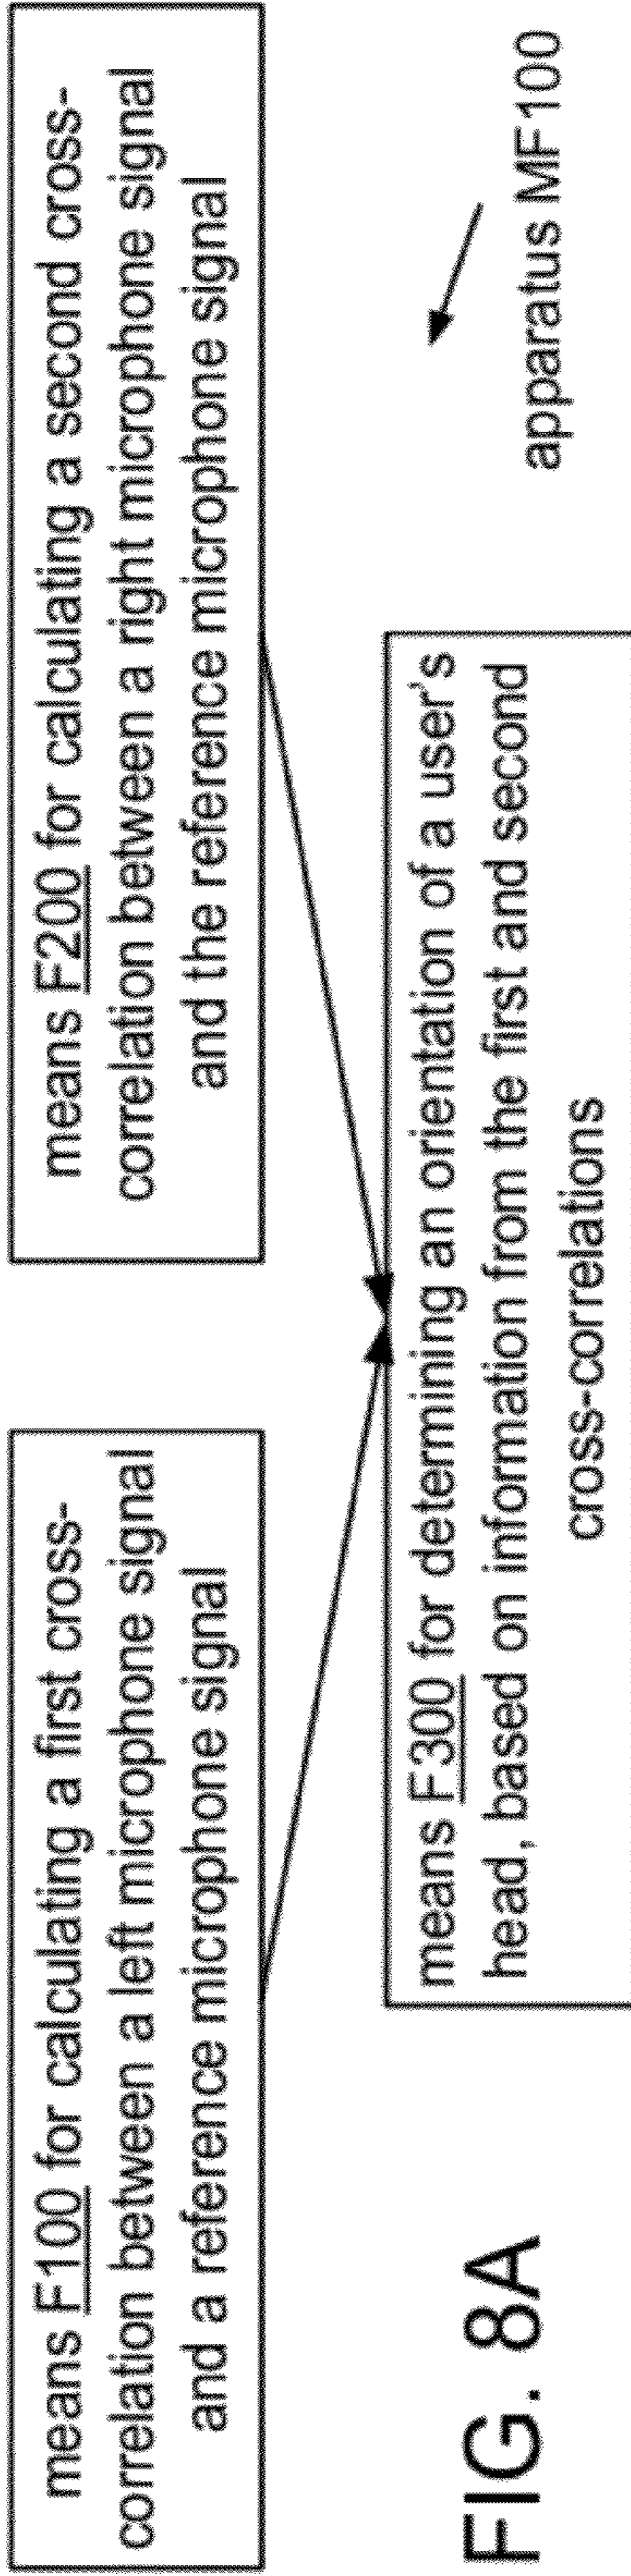 means F100 for calculating a first cross-
correlation between a left microphone signal
and a reference microphone signal
means F200 for calculating a second cross-
correlation between a right microphone signal
and the reference microphone signal
means F300 for determining an orientation of a user's
head, based on information from the first and second
cross-correlations
apparatus MF100
FIG. 8A